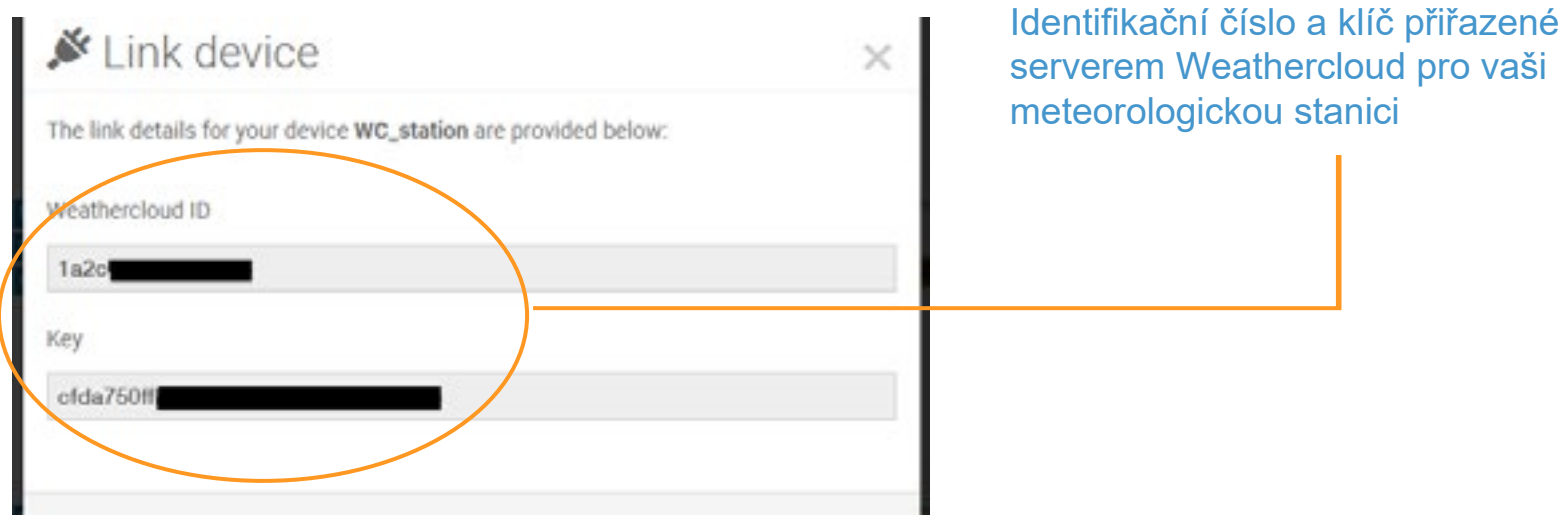 Link device
The link details for your device WC_station are provided below:
Weathercloud ID
1a2c
Key
cfda750ff
Identifikační číslo a klíč přiřazené
serverem Weathercloud pro vaši
meteorologickou stanici